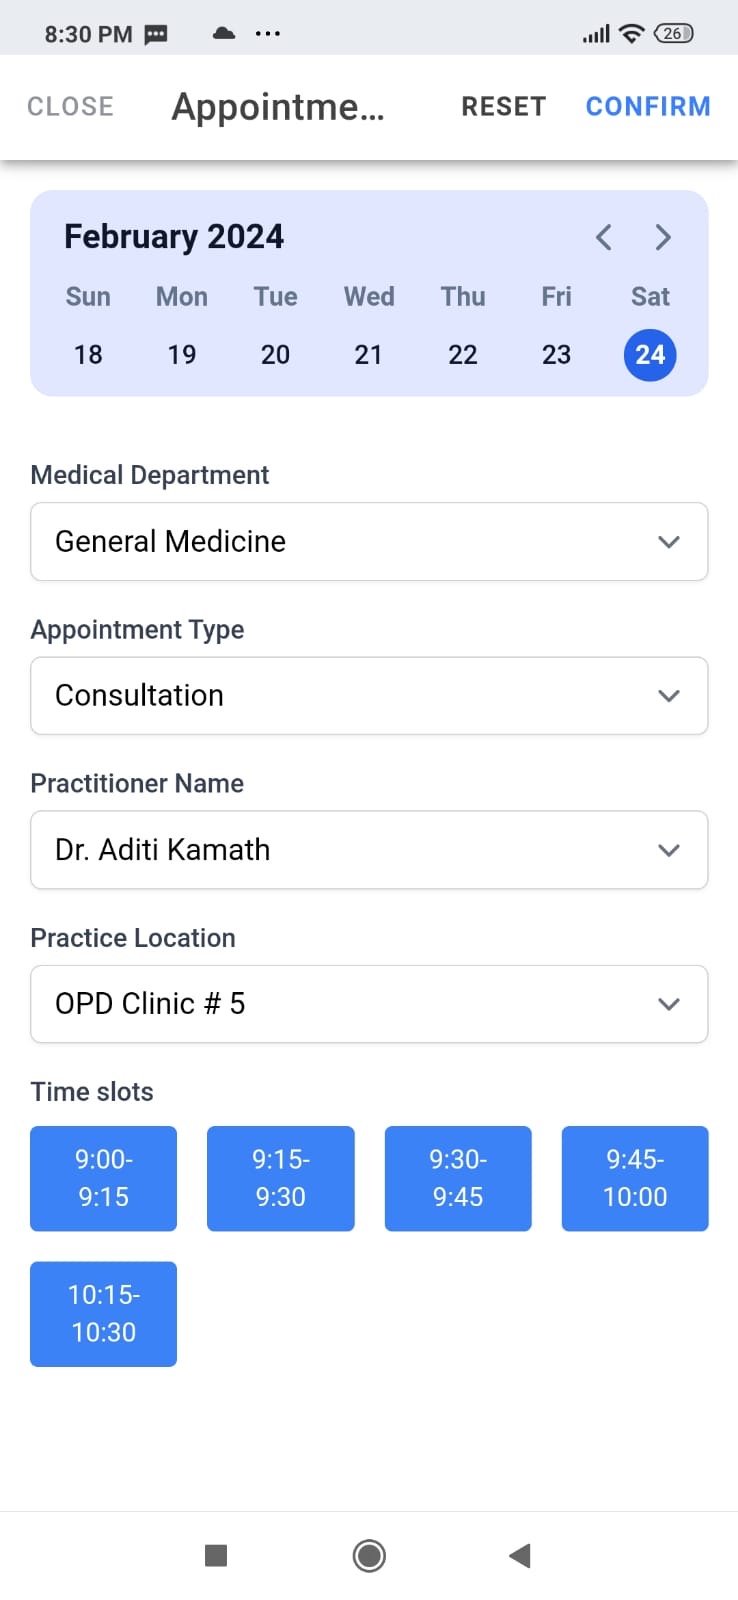 8:30 PM ... 26
CLOSE Appointme... RESET CONFIRM
February 2024
Sun Mon Tue Wed Thu Fri Sat
18 19 20 21 22 23 24
Medical Department
General Medicine
Appointment Type
Consultation
Practitioner Name
Dr. Aditi Kamath
Practice Location
OPD Clinic # 5
Time slots
9:00- 9:15- 9:30- 9:45-
9:15 9:30 9:45 10:00
10:15-
10:30